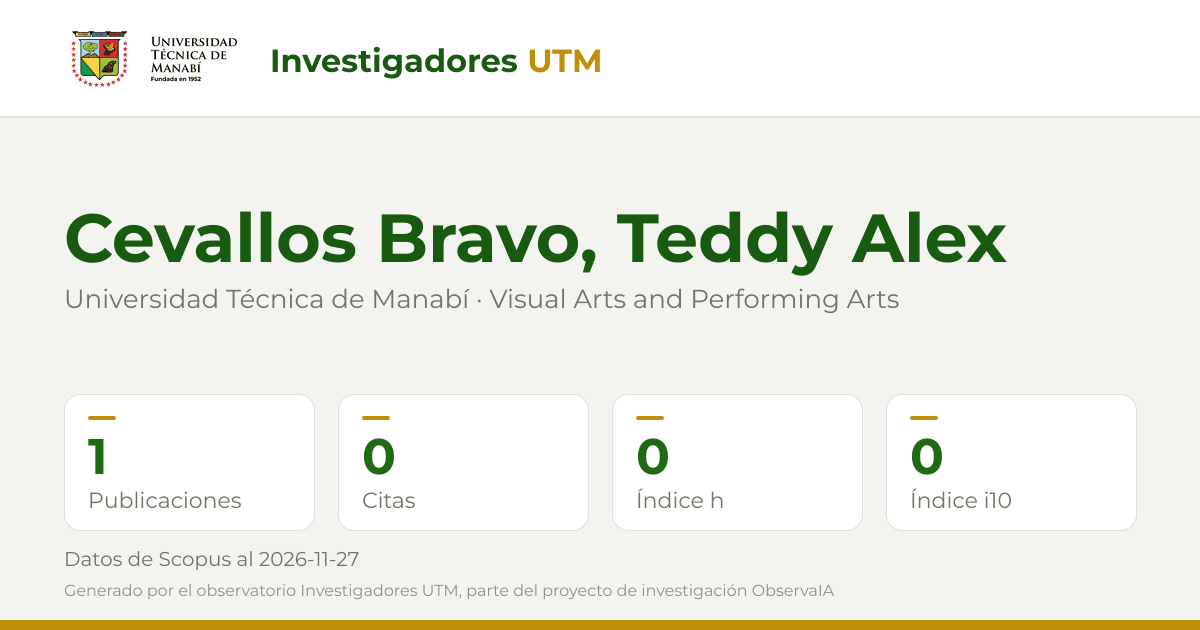 UNIVERSIDAD
TÉCNICA DE
MANABÍ
Fundada en 1952
Investigadores UTM
Cevallos Bravo, Teddy Alex
Universidad Técnica de Manabí · Visual Arts and Performing Arts
1
Publicaciones
0
Citas
0
Índice h
0
Índice i10
Datos de Scopus al 2026-11-27
Generado por el observatorio Investigadores UTM, parte del proyecto de investigación ObservaIA